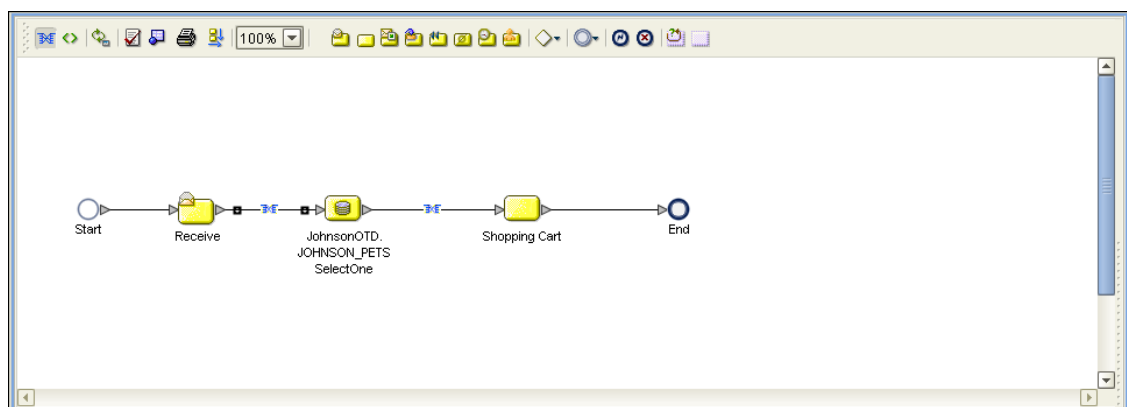 100%
Start
Receive
JohnsonOTD.
JOHNSON_PETS
SelectOne
Shopping Cart
End